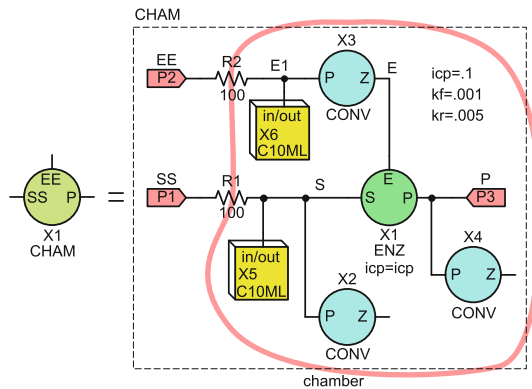 CHAM
EE
P2
R2
100
E1
X3
P Z
CONV
E
icp=.1
kf=.001
kr=.005
in/out
X6
C10ML
EE
SS P
X1
CHAM
=
SS
P1
R1
100
S
E
S P
X1
ENZ
icp=icp
P
P3
in/out
X5
C10ML
X2
P Z
CONV
X4
P Z
CONV
chamber